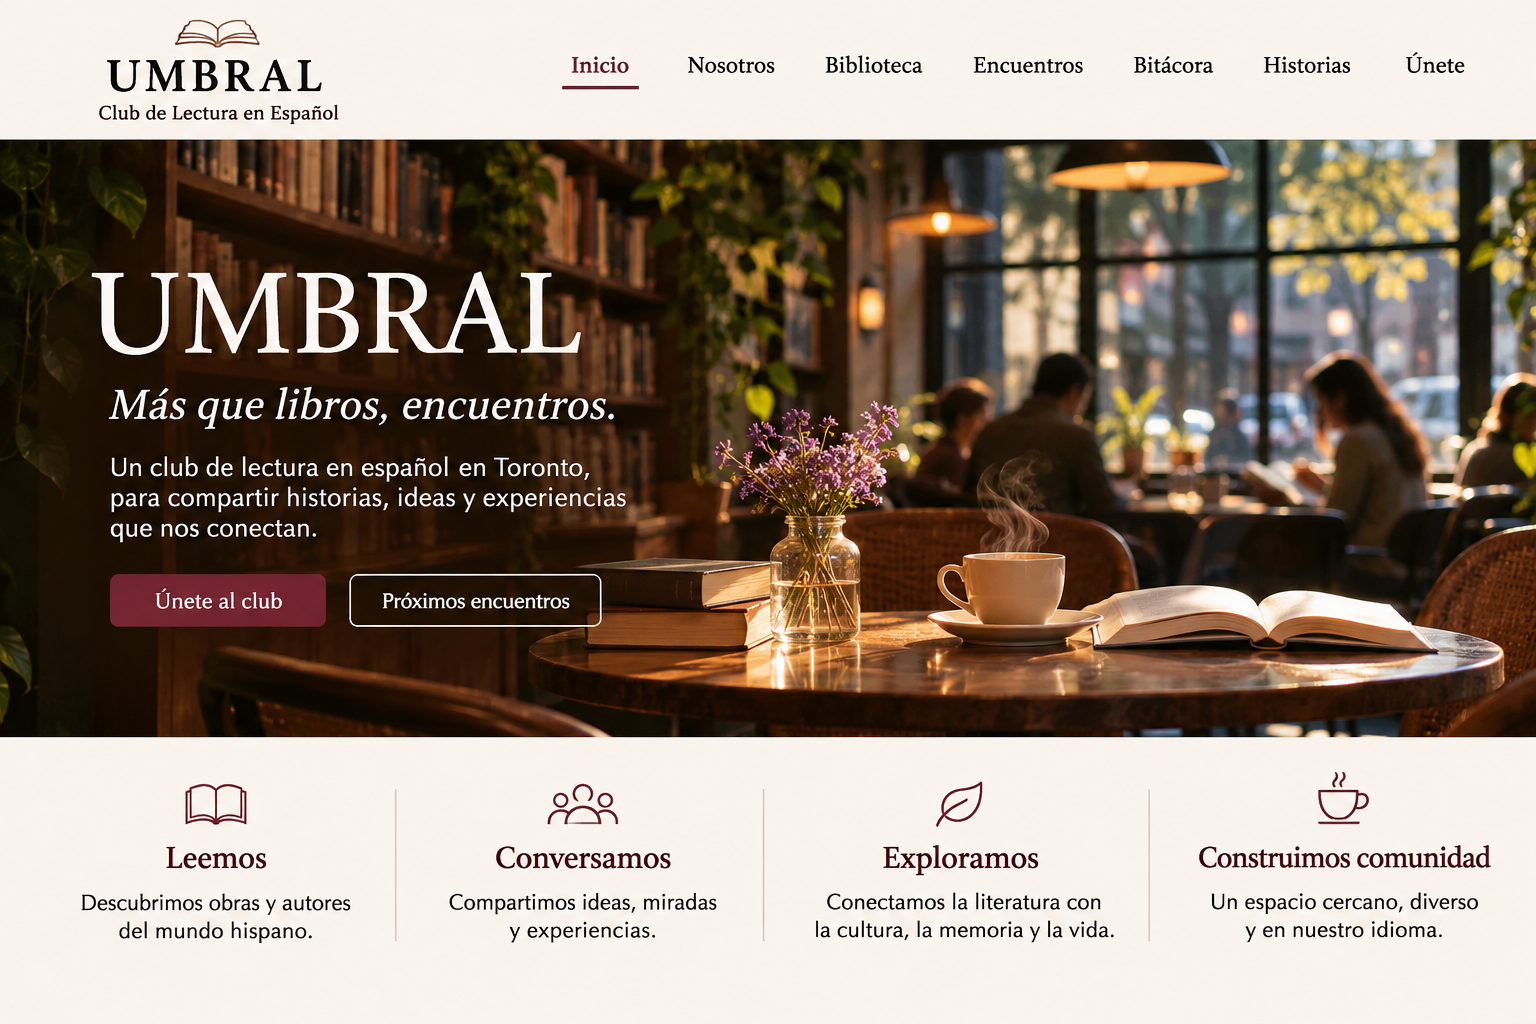 UMBRAL
Club de Lectura en Español
Inicio
Nosotros
Biblioteca
Encuentros
Bitácora
Historias
Únete
UMBRAL
Más que libros, encuentros.
Un club de lectura en español en Toronto,
para compartir historias, ideas y experiencias
que nos conectan.
Únete al club
Próximos encuentros
Leemos
Descubrimos obras y autores
del mundo hispano.
Conversamos
Compartimos ideas, miradas
y experiencias.
Exploramos
Conectamos la literatura con
la cultura, la memoria y la vida.
Construimos comunidad
Un espacio cercano, diverso
y en nuestro idioma.